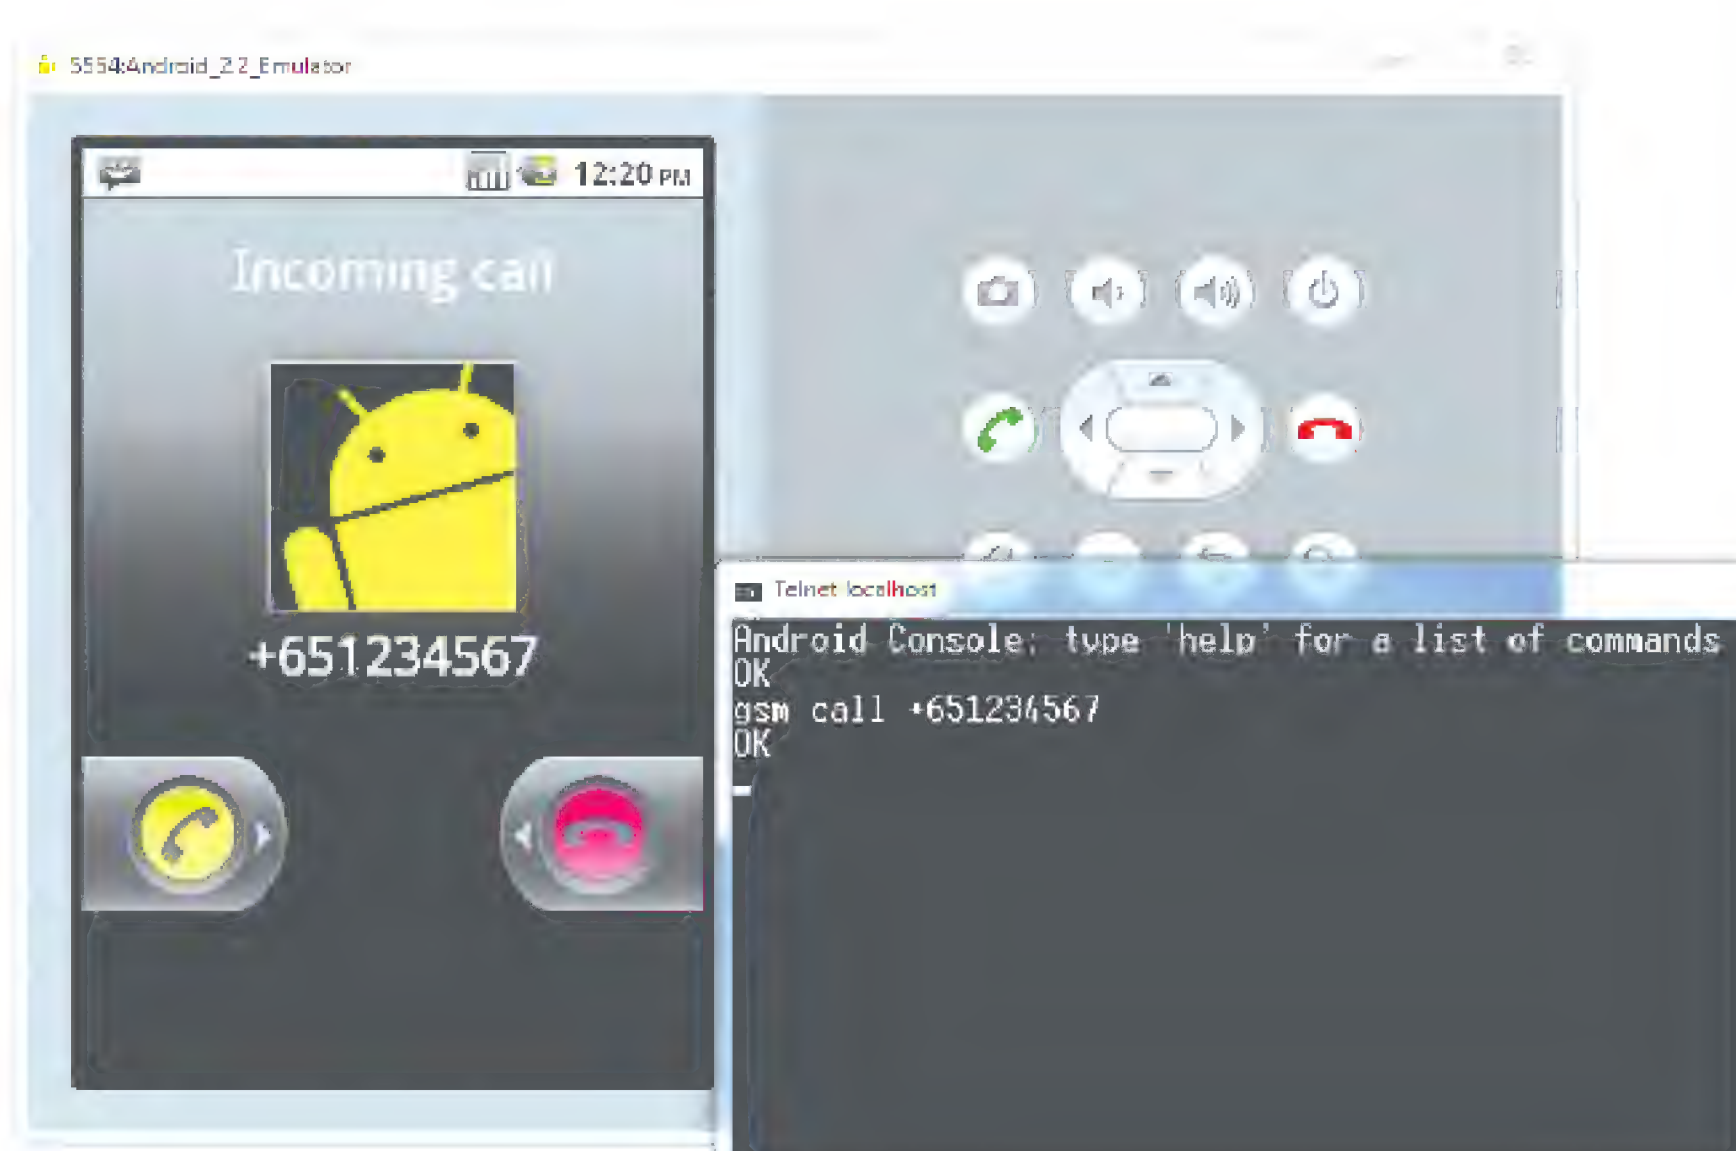 5554:Android_2.2_Emulator
12:20 PM
Incoming call
+651234567
Telnet localhost
Android Console: type 'help' for a list of commands
OK
gsm call +651234567
OK